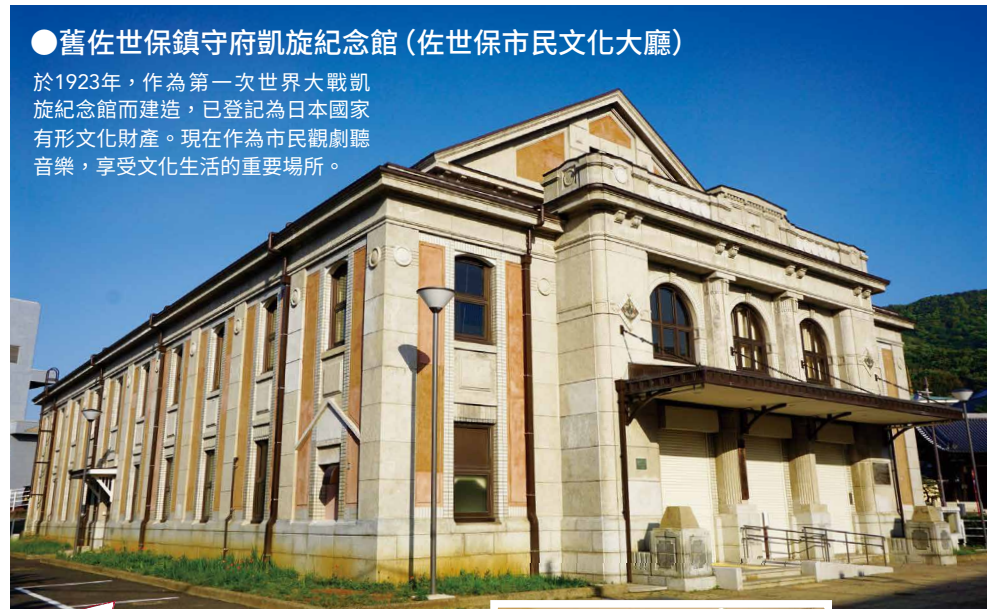 ●舊佐世保鎮守府凱旋紀念館（佐世保市民文化大廳）
於1923年，作為第一次世界大戰凱
旋紀念館而建造，已登記為日本國家
有形文化財產。現在作為市民觀劇聽
音樂，享受文化生活的重要場所。